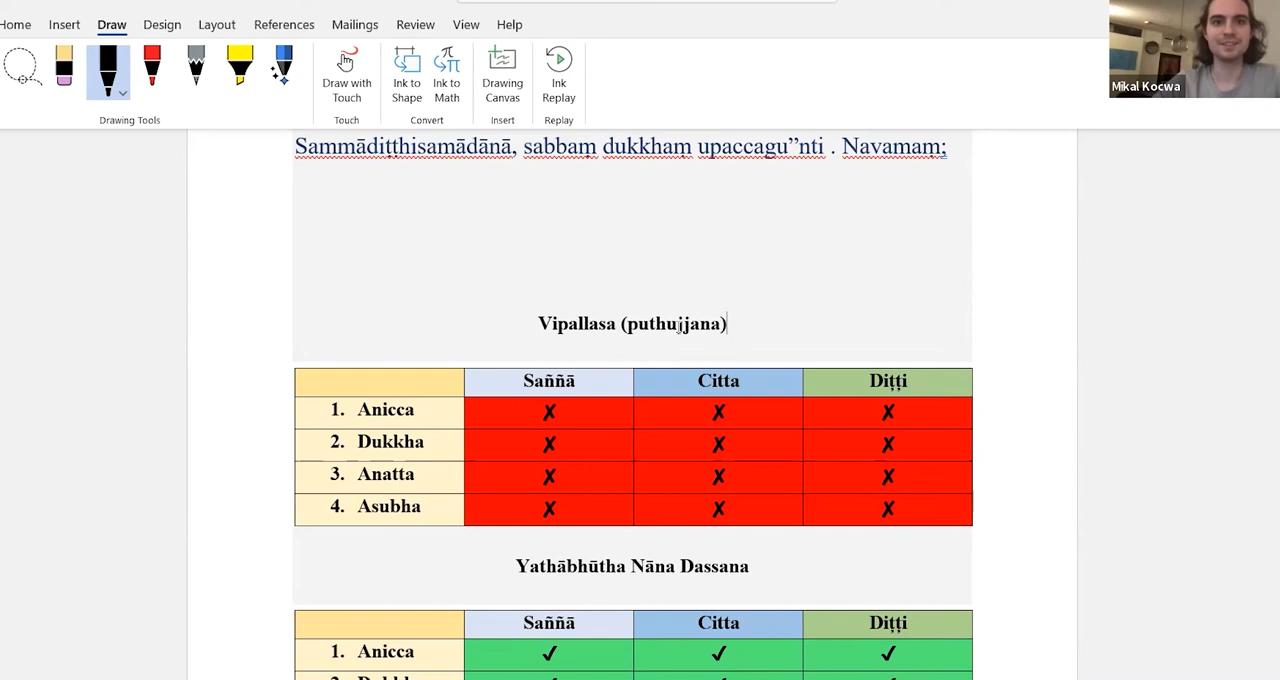 Home Insert Draw Design Layout References Mailings Review View Help
Draw with Touch
Ink to Shape
Ink to Math
Drawing Canvas
Ink Replay
Drawing Tools Touch Convert Insert Replay
Mikal Kocwa
Sammādiṭṭhisamādānā, sabbaṃ dukkhaṃ upaccagu”nti . Navamaṃ;
Vipallasa (puthujjana)
Saññā Citta Diṭṭi
1. Anicca ✗ ✗ ✗
2. Dukkha ✗ ✗ ✗
3. Anatta ✗ ✗ ✗
4. Asubha ✗ ✗ ✗
Yathābhūtha Nāna Dassana
Saññā Citta Diṭṭi
1. Anicca ✓ ✓ ✓